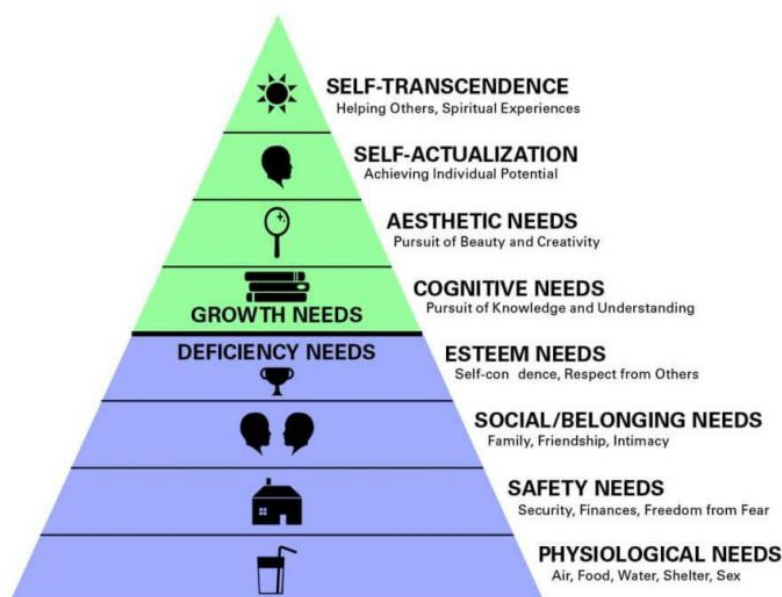 SELF-TRANSCENDENCE
Helping Others, Spiritual Experiences
SELF-ACTUALIZATION
Achieving Individual Potential
AESTHETIC NEEDS
Pursuit of Beauty and Creativity
COGNITIVE NEEDS
Pursuit of Knowledge and Understanding
GROWTH NEEDS
DEFICIENCY NEEDS
ESTEEM NEEDS
Self-con dence, Respect from Others
SOCIAL/BELONGING NEEDS
Family, Friendship, Intimacy
SAFETY NEEDS
Security, Finances, Freedom from Fear
PHYSIOLOGICAL NEEDS
Air, Food, Water, Shelter, Sex